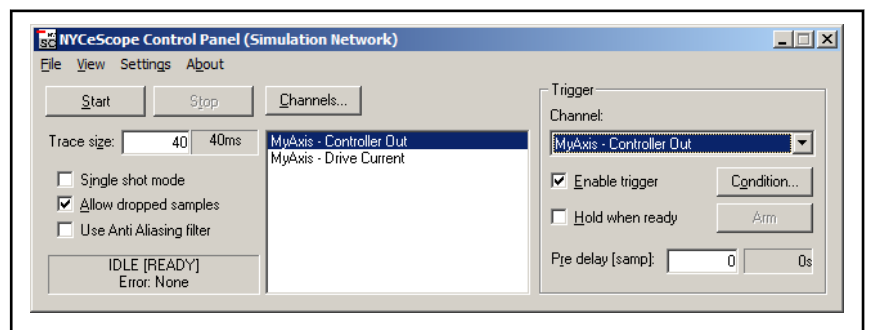 NYCeScope Control Panel (Simulation Network)
File View Settings About
Start Stop Channels...
Trace size: 40 40ms
Single shot mode
Allow dropped samples
Use Anti Aliasing filter
IDLE [READY]
Error: None
MyAxis - Controller Out
MyAxis - Drive Current
Trigger
Channel:
MyAxis - Controller Out
Enable trigger Condition...
Hold when ready Arm
Pre delay [samp]: 0 0s